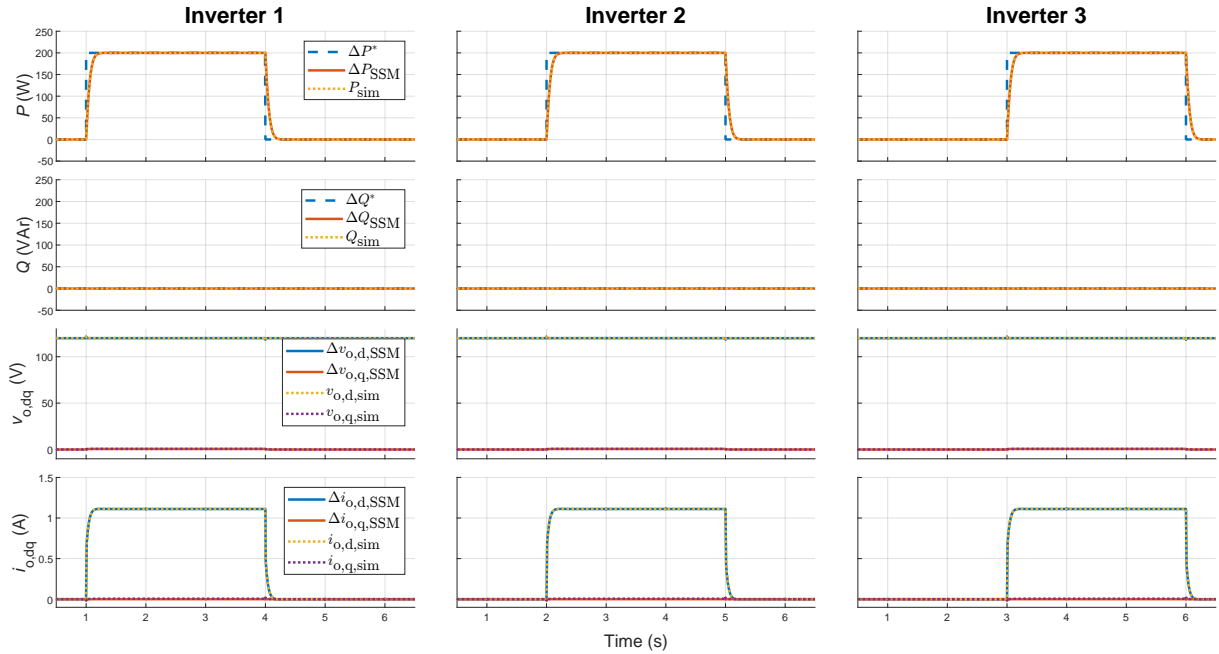 Inverter 1
Inverter 2
Inverter 3
P (W)
250
200
150
100
50
0
-50
ΔP*
ΔP_SSM
P_sim
Q (VAr)
250
200
150
100
50
0
-50
ΔQ*
ΔQ_SSM
Q_sim
v_o,dq (V)
100
50
0
Δv_o,d,SSM
Δv_o,q,SSM
v_o,d,sim
v_o,q,sim
i_o,dq (A)
1.5
1
0.5
0
Δi_o,d,SSM
Δi_o,q,SSM
i_o,d,sim
i_o,q,sim
1 2 3 4 5 6
1 2 3 4 5 6
1 2 3 4 5 6
Time (s)